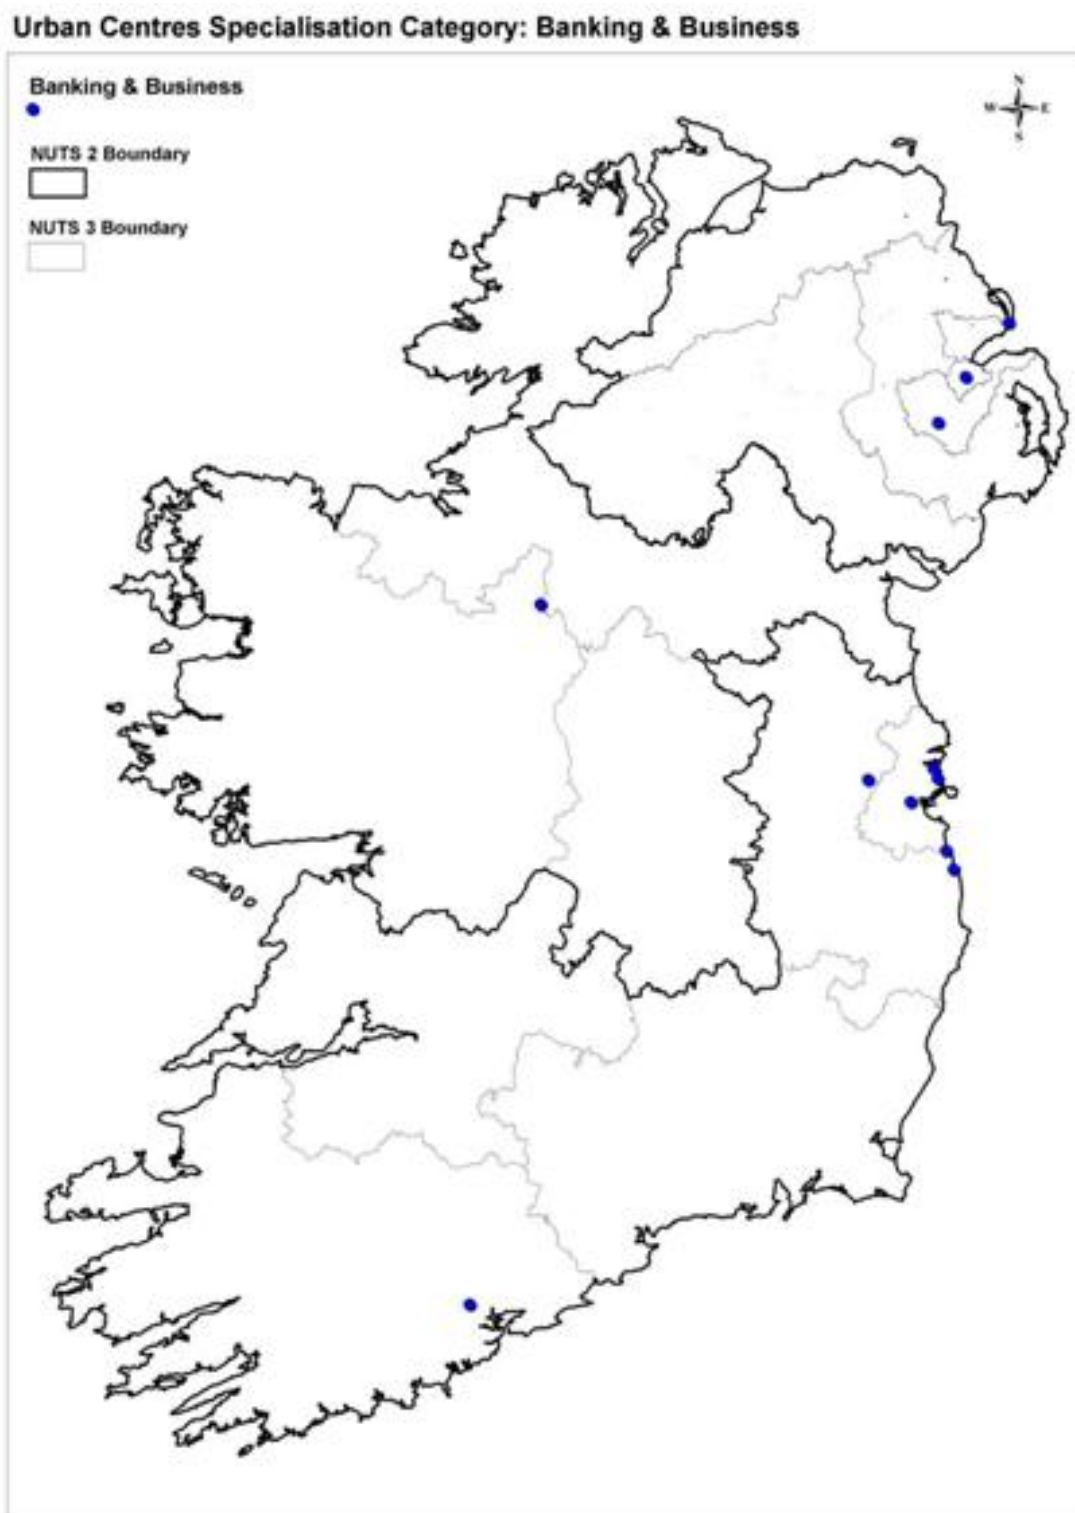 Urban Centres Specialisation Category: Banking & Business
Banking & Business
NUTS 2 Boundary
NUTS 3 Boundary
N
W E
S